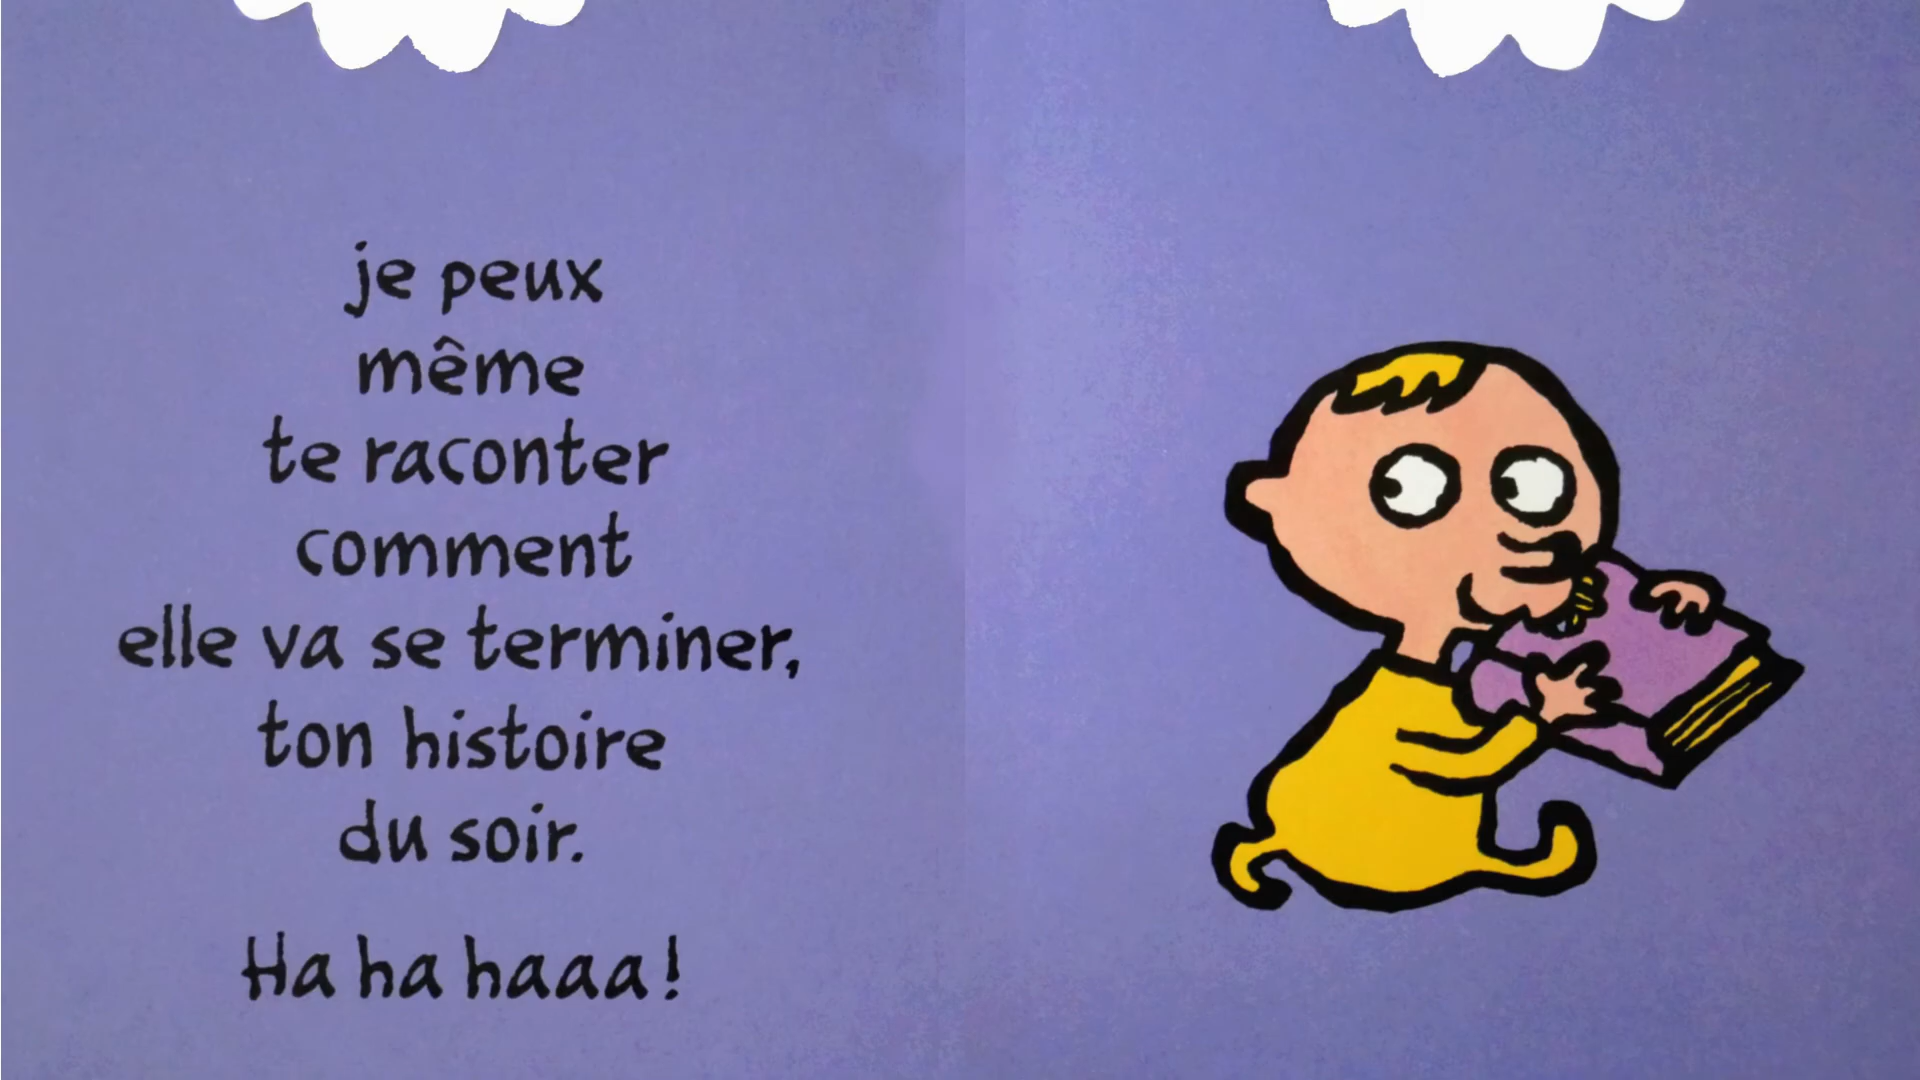 je peux
même
te raconter
comment
elle va se terminer,
ton histoire
du soir.
Ha ha haaa !